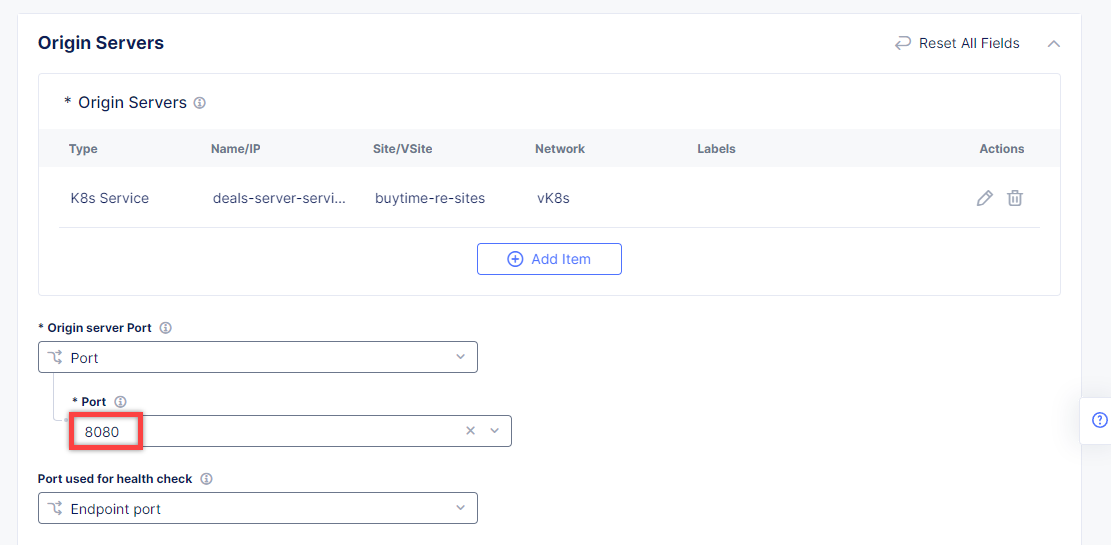 Origin Servers
Reset All Fields
* Origin Servers
Type Name/IP Site/VSite Network Labels Actions
K8s Service deals-server-servi... buytime-re-sites vK8s
Add Item
* Origin server Port
Port
* Port
8080
Port used for health check
Endpoint port